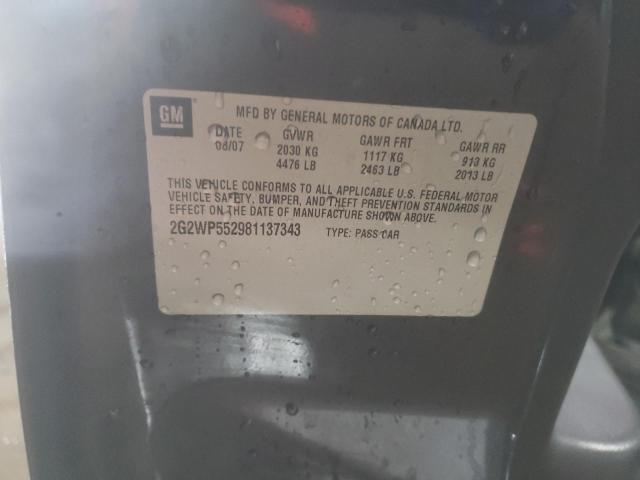 GM MFD BY GENERAL MOTORS OF CANADA LTD.
DATE GVWR GAWR FRT GAWR RR
08/07 2030 KG 1117 KG 913 KG
4476 LB 2463 LB 2013 LB
THIS VEHICLE CONFORMS TO ALL APPLICABLE U.S. FEDERAL MOTOR
VEHICLE SAFETY, BUMPER, AND THEFT PREVENTION STANDARDS IN
EFFECT ON THE DATE OF MANUFACTURE SHOWN ABOVE.
2G2WP552981137343 TYPE: PASS CAR